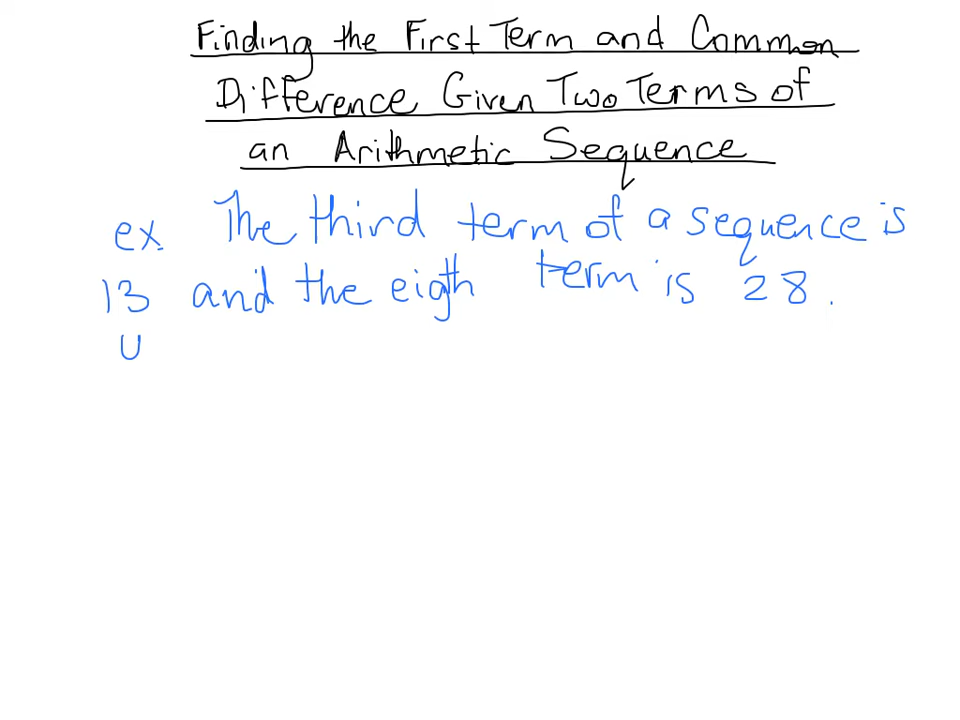 Finding the First Term and Common
Difference Given Two Terms of
an Arithmetic Sequence
ex. The third term of a sequence is
13 and the eigth term is 28.
U